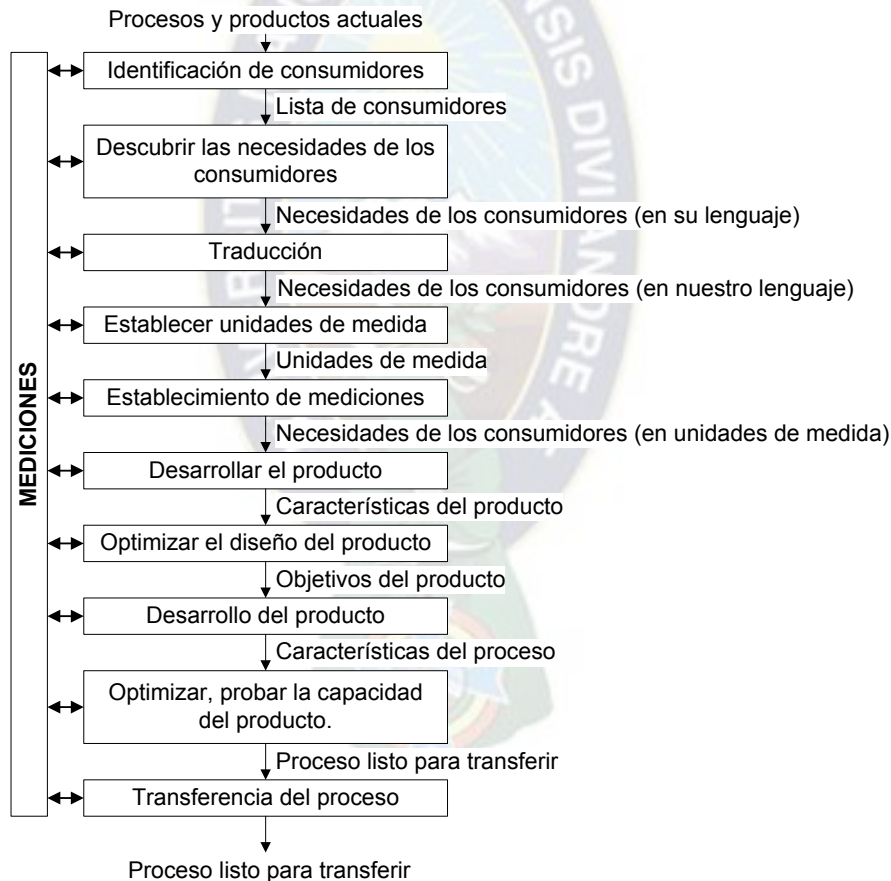 Procesos y productos actuales
Identificación de consumidores
Lista de consumidores
Descubrir las necesidades de los
consumidores
Necesidades de los consumidores (en su lenguaje)
Traducción
Necesidades de los consumidores (en nuestro lenguaje)
Establecer unidades de medida
Unidades de medida
MEDICIONES
Establecimiento de mediciones
Necesidades de los consumidores (en unidades de medida)
Desarrollar el producto
Características del producto
Optimizar el diseño del producto
Objetivos del producto
Desarrollo del producto
Características del proceso
Optimizar, probar la capacidad
del producto.
Proceso listo para transferir
Transferencia del proceso
Proceso listo para transferir